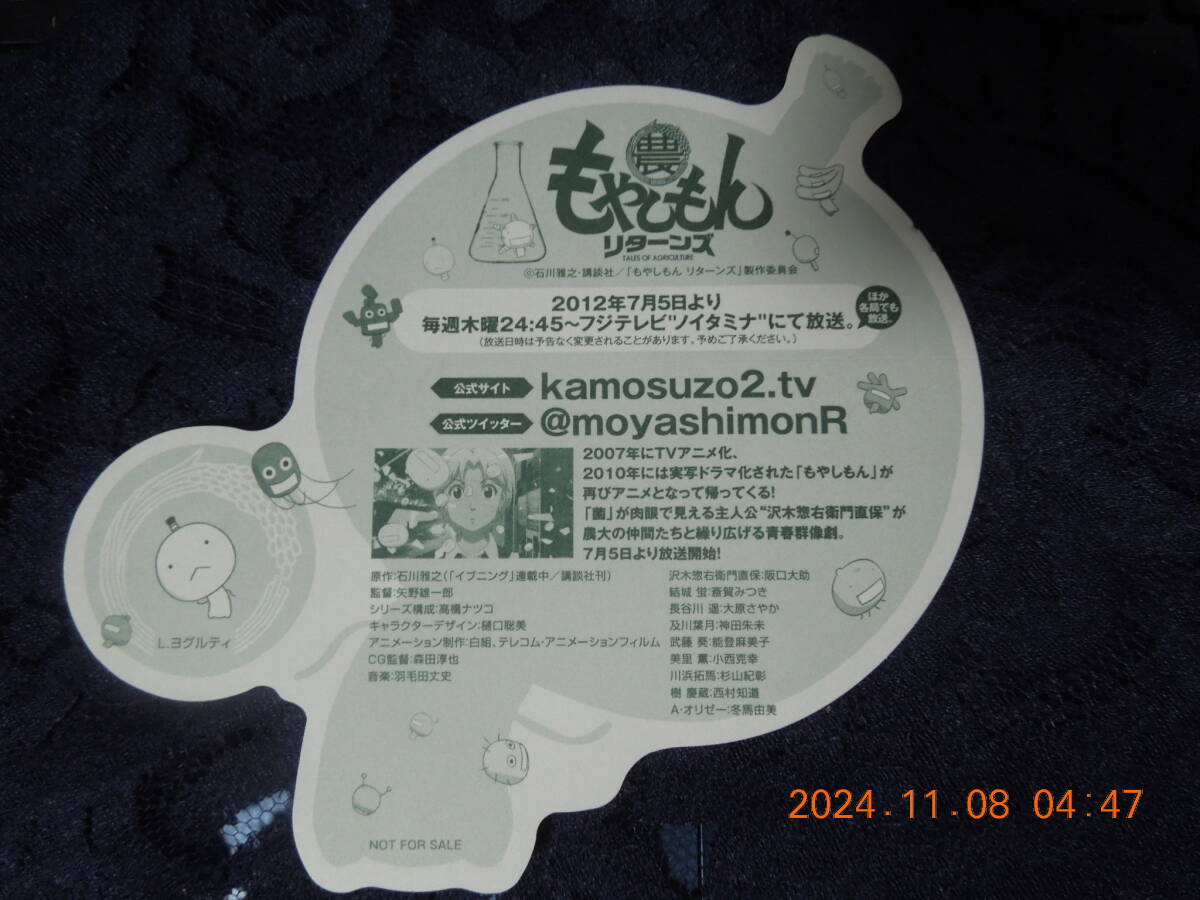 農
もやしもん
リターンズ
TALES OF AGRICULTURE
©石川雅之・講談社／「もやしもん リターンズ」製作委員会
2012年7月5日より
毎週木曜24:45～フジテレビ"ノイタミナ"にて放送。
ほか
各局でも
放送。
(放送日時は予告なく変更されることがあります。予めご了承ください。)
公式サイト kamosuzo2.tv
公式ツイッター @moyashimonR
2007年にTVアニメ化、
2010年には実写ドラマ化された「もやしもん」が
再びアニメとなって帰ってくる!
「菌」が肉眼で見える主人公“沢木惣右衛門直保”が
農大の仲間たちと繰り広げる青春群像劇。
7月5日より放送開始!
原作:石川雅之(「イブニング」連載中／講談社刊)
監督:矢野雄一郎
シリーズ構成:高橋ナツコ
キャラクターデザイン:樋口聡美
アニメーション制作:白組、テレコム・アニメーションフィルム
CG監督:森田淳也
音楽:羽毛田丈史
沢木惣右衛門直保:阪口大助
結城 蛍:斎賀みつき
長谷川 遥:大原さやか
及川葉月:神田朱未
武藤 葵:能登麻美子
美里 薫:小西克幸
川浜拓馬:杉山紀彰
樹 慶蔵:西村知道
A・オリゼー:冬馬由美
L.ヨグルティ
NOT FOR SALE
2024.11.08 04:47